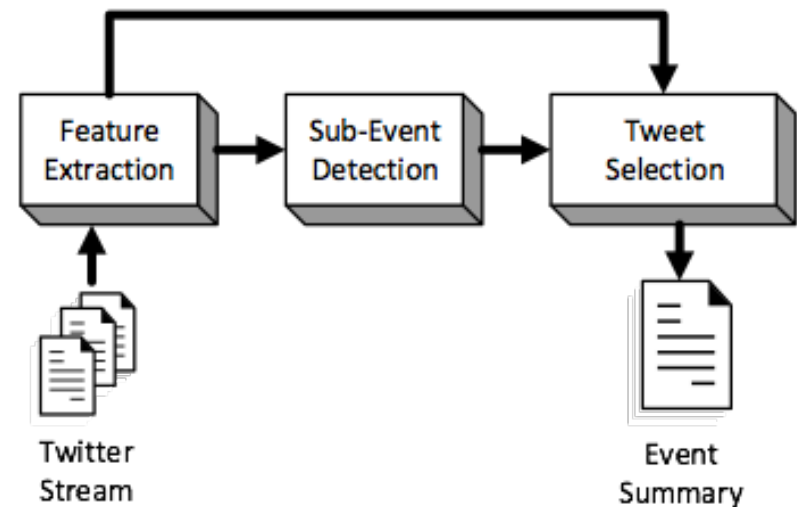 Feature
Extraction
Sub-Event
Detection
Tweet
Selection
Twitter
Stream
Event
Summary